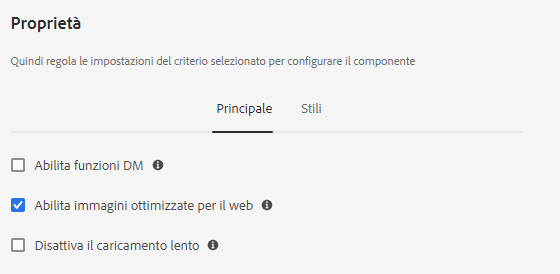 Proprietà
Quindi regola le impostazioni del criterio selezionato per configurare il componente
Principale Stili
Abilita funzioni DM
Abilita immagini ottimizzate per il web
Disattiva il caricamento lento